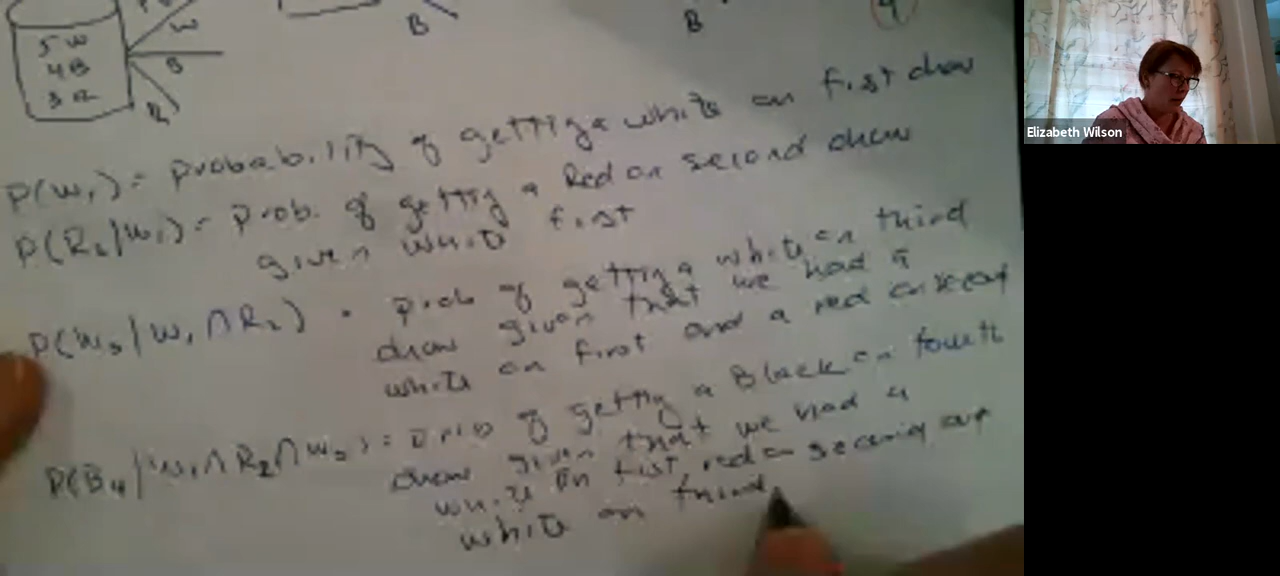 W
B
R
B
4
5 W
4 B
3 R
P(W₁) = probability of getting a white on first draw
P(R₂/W₁) = prob. of getting a Red on second draw
given white first
P(W₃/W₁∩R₂) = prob of getting a white on third
draw given that we had a
white on first and a red on second
P(B₄/W₁∩R₂∩W₃) = prob of getting a Black on fourth
draw given that we had a
white on first, red on second and
white on third
Elizabeth Wilson